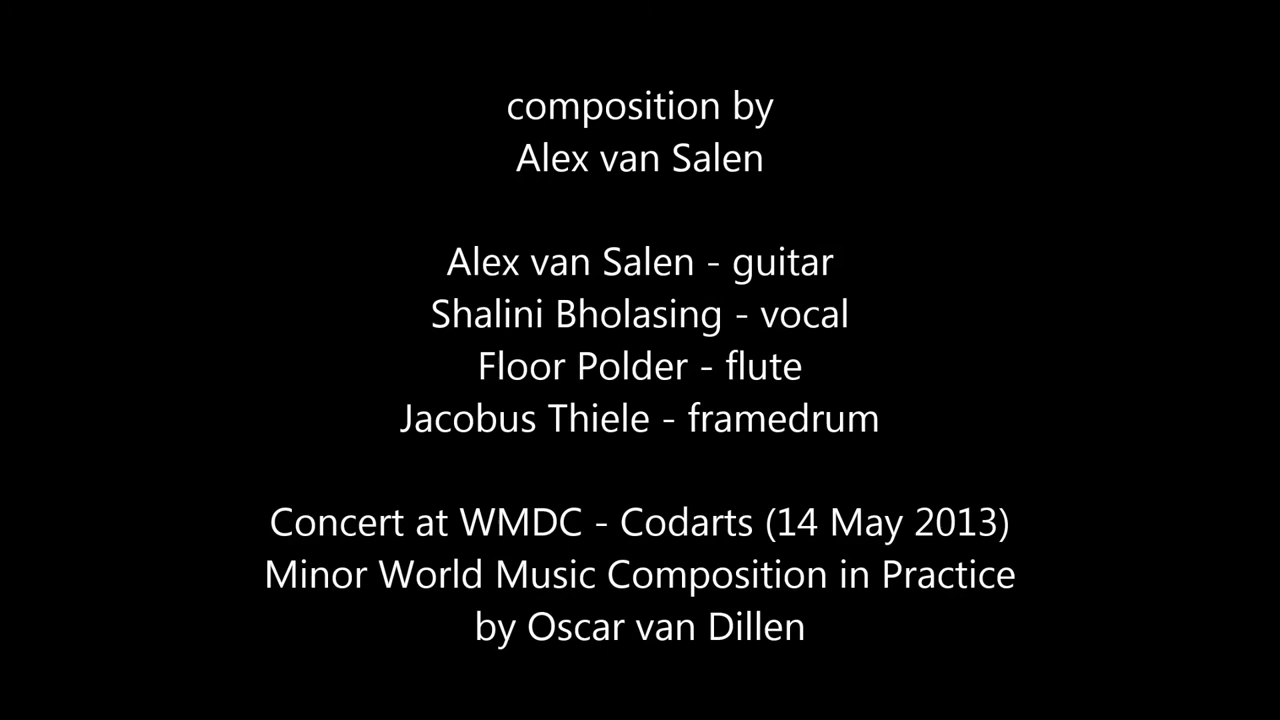 composition by
Alex van Salen
Alex van Salen - guitar
Shalini Bholasing - vocal
Floor Polder - flute
Jacobus Thiele - framedrum
Concert at WMDC - Codarts (14 May 2013)
Minor World Music Composition in Practice
by Oscar van Dillen